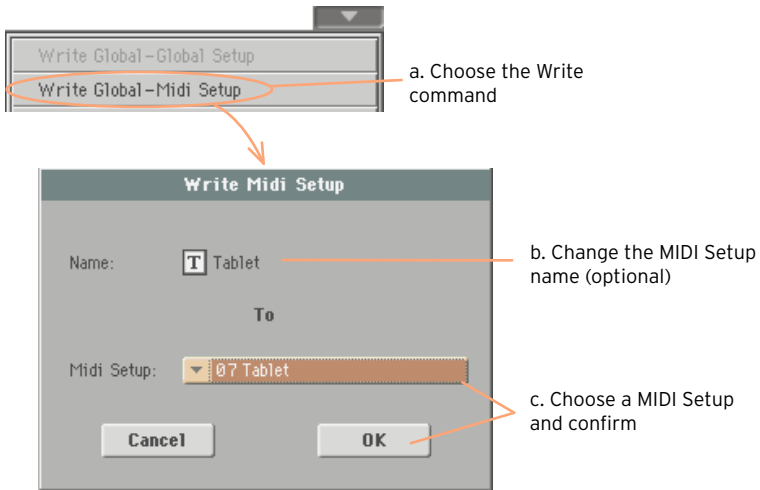 Write Global-Global Setup
Write Global-Midi Setup
a. Choose the Write
command
Write Midi Setup
Name: T Tablet
b. Change the MIDI Setup
name (optional)
To
Midi Setup: 07 Tablet
c. Choose a MIDI Setup
and confirm
Cancel OK